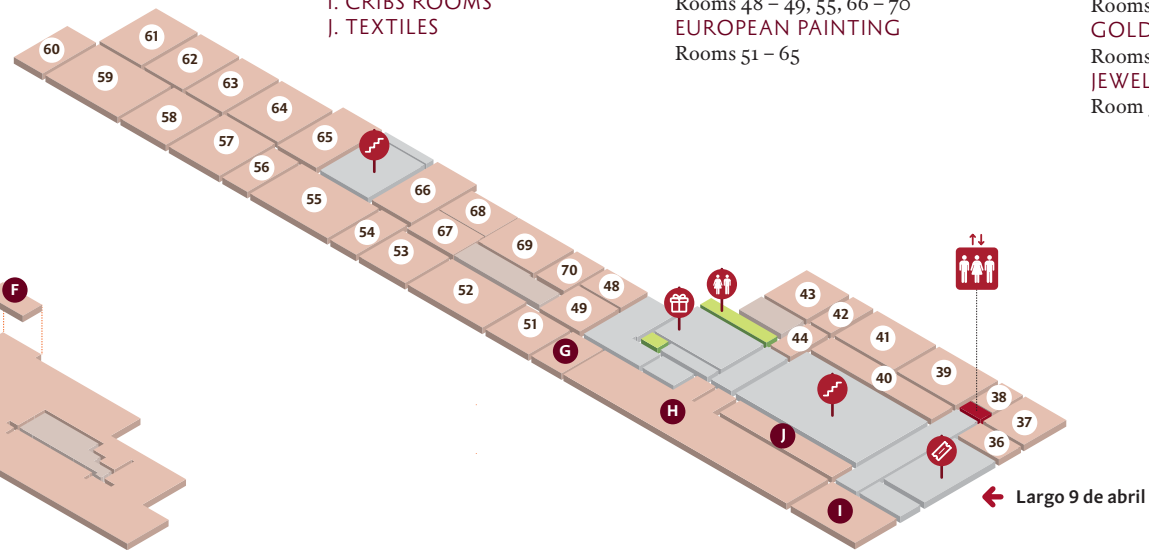 I. CRIBS ROOMS
J. TEXTILES
Rooms 48 – 49, 55, 66 – 70
EUROPEAN PAINTING
Rooms 51 – 65
Rooms
GOLD
Rooms
JEWEL
Room
60
61
59
62
63
58
64
57
65
56
55
66
54
68
67
53
69
52
70
48
49
51
43
42
44
41
40
39
38
37
36
F
G
H
J
I
Largo 9 de abril